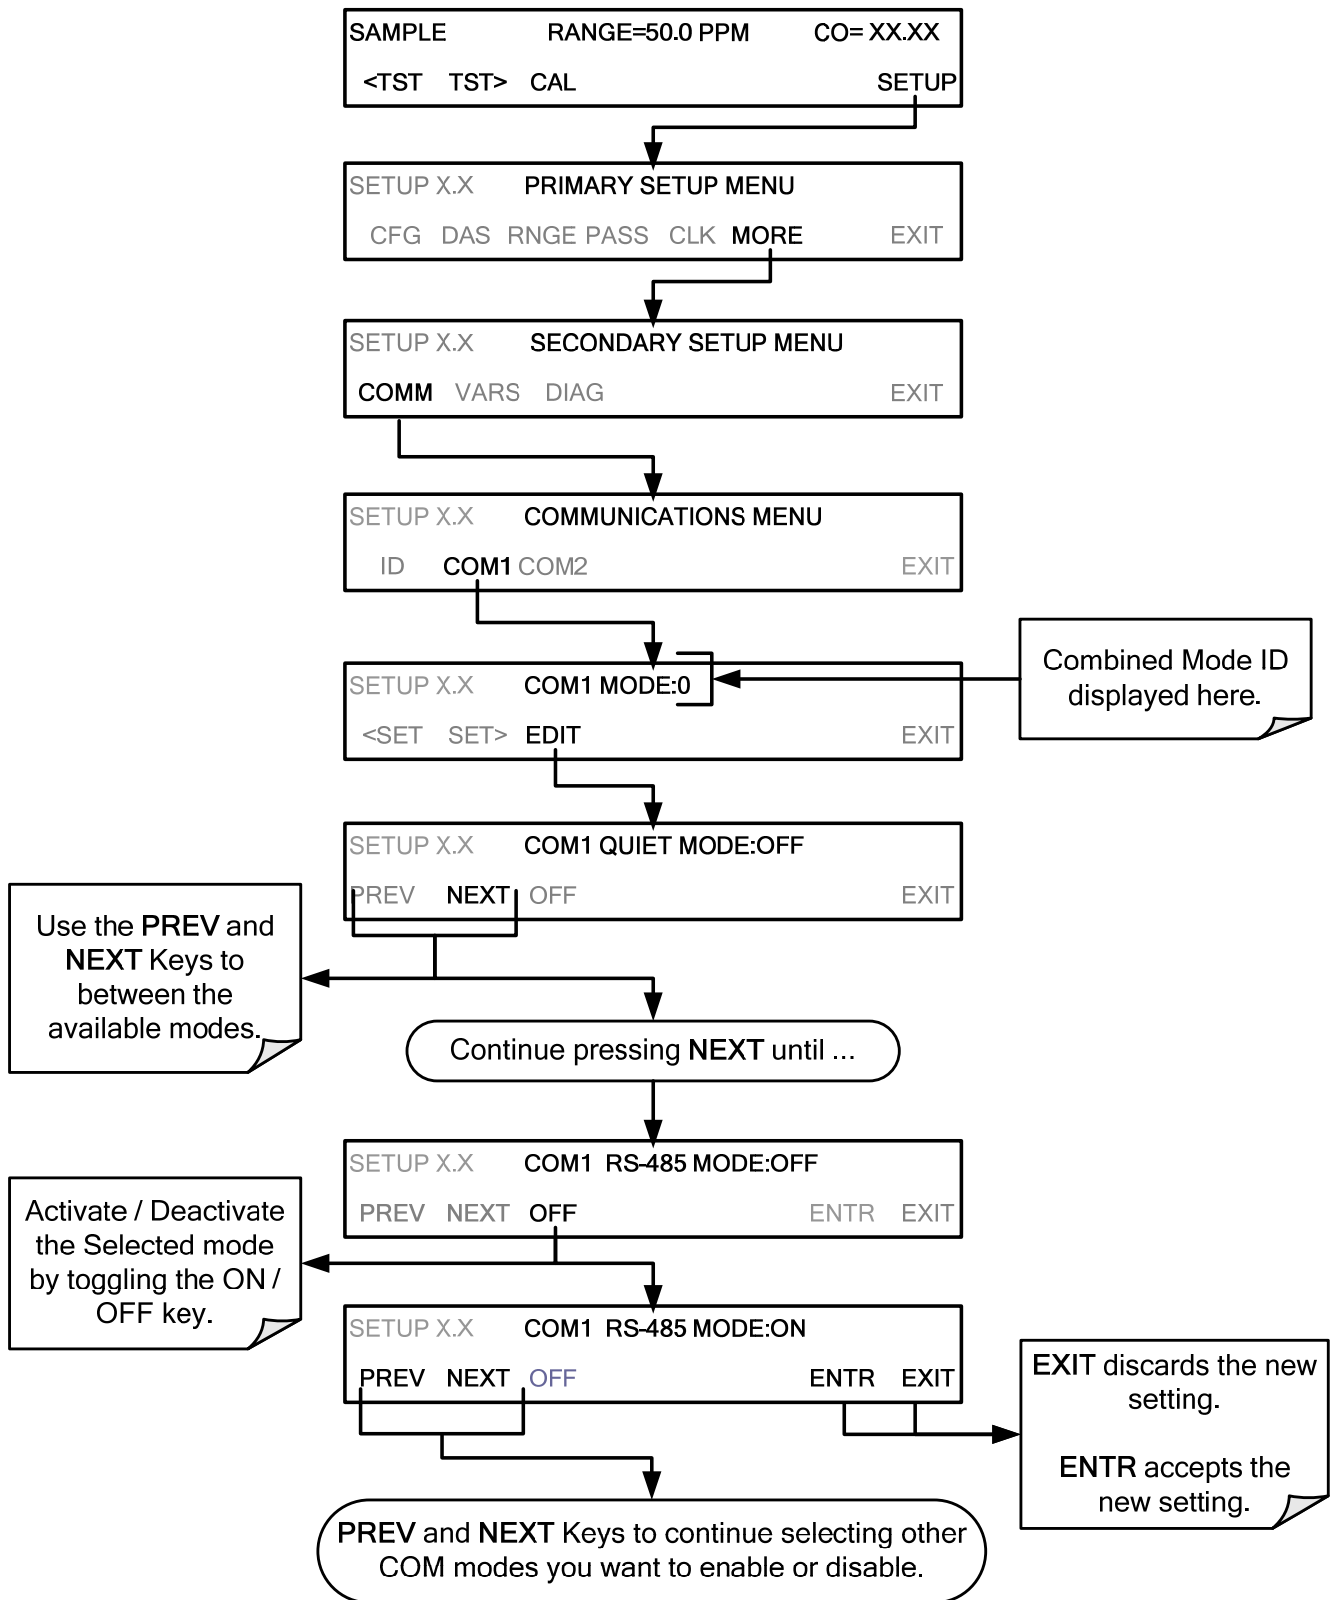 SAMPLE RANGE=50.0 PPM CO= XX.XX
<TST TST> CAL SETUP
SETUP X.X PRIMARY SETUP MENU
CFG DAS RNGE PASS CLK MORE EXIT
SETUP X.X SECONDARY SETUP MENU
COMM VARS DIAG EXIT
SETUP X.X COMMUNICATIONS MENU
ID COM1 COM2 EXIT
SETUP X.X COM1 MODE:0
<SET SET> EDIT EXIT
Combined Mode ID
displayed here.
SETUP X.X COM1 QUIET MODE:OFF
PREV NEXT OFF EXIT
Use the PREV and
NEXT Keys to
between the
available modes.
Continue pressing NEXT until ...
SETUP X.X COM1 RS-485 MODE:OFF
PREV NEXT OFF ENTR EXIT
Activate / Deactivate
the Selected mode
by toggling the ON /
OFF key.
SETUP X.X COM1 RS-485 MODE:ON
PREV NEXT OFF ENTR EXIT
EXIT discards the new
setting.
ENTR accepts the
new setting.
PREV and NEXT Keys to continue selecting other
COM modes you want to enable or disable.